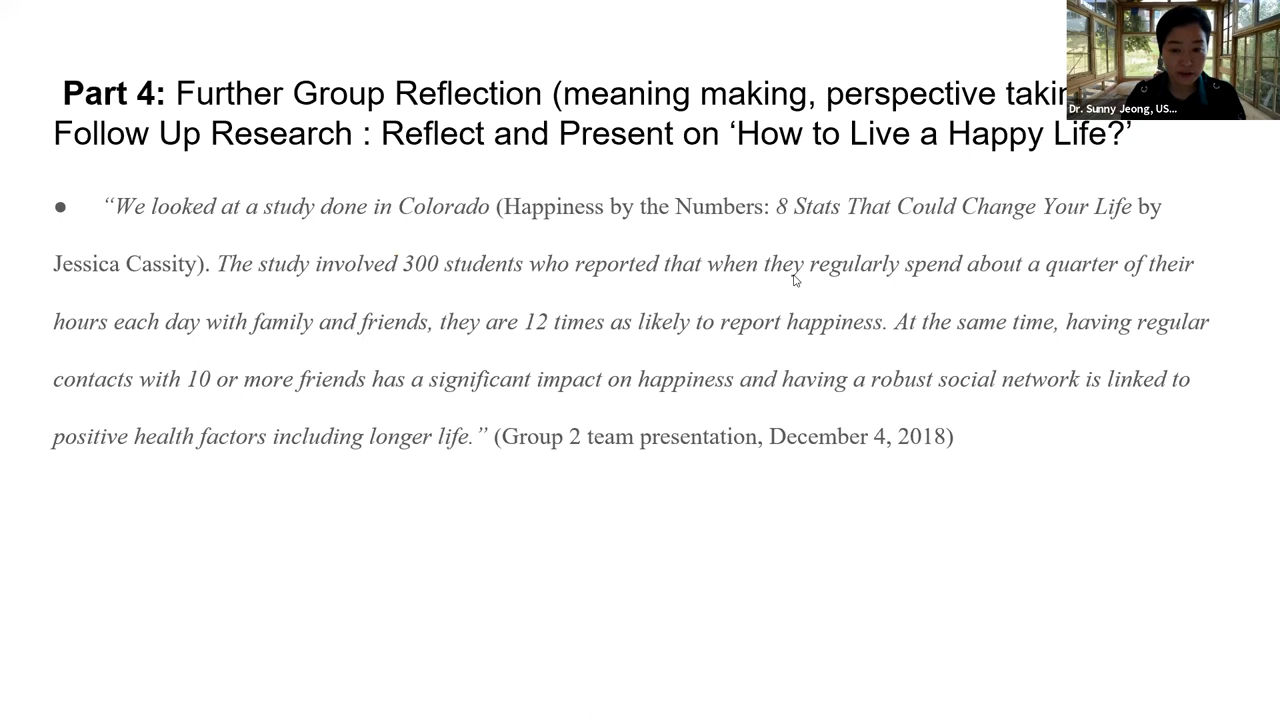 Part 4: Further Group Reflection (meaning making, perspective
Follow Up Research : Reflect and Present on ‘How to Live a Happy Life?’
Dr. Sunny Jeong, US...
● “We looked at a study done in Colorado (Happiness by the Numbers: 8 Stats That Could Change Your Life by
Jessica Cassity). The study involved 300 students who reported that when they regularly spend about a quarter of their
hours each day with family and friends, they are 12 times as likely to report happiness. At the same time, having regular
contacts with 10 or more friends has a significant impact on happiness and having a robust social network is linked to
positive health factors including longer life.” (Group 2 team presentation, December 4, 2018)